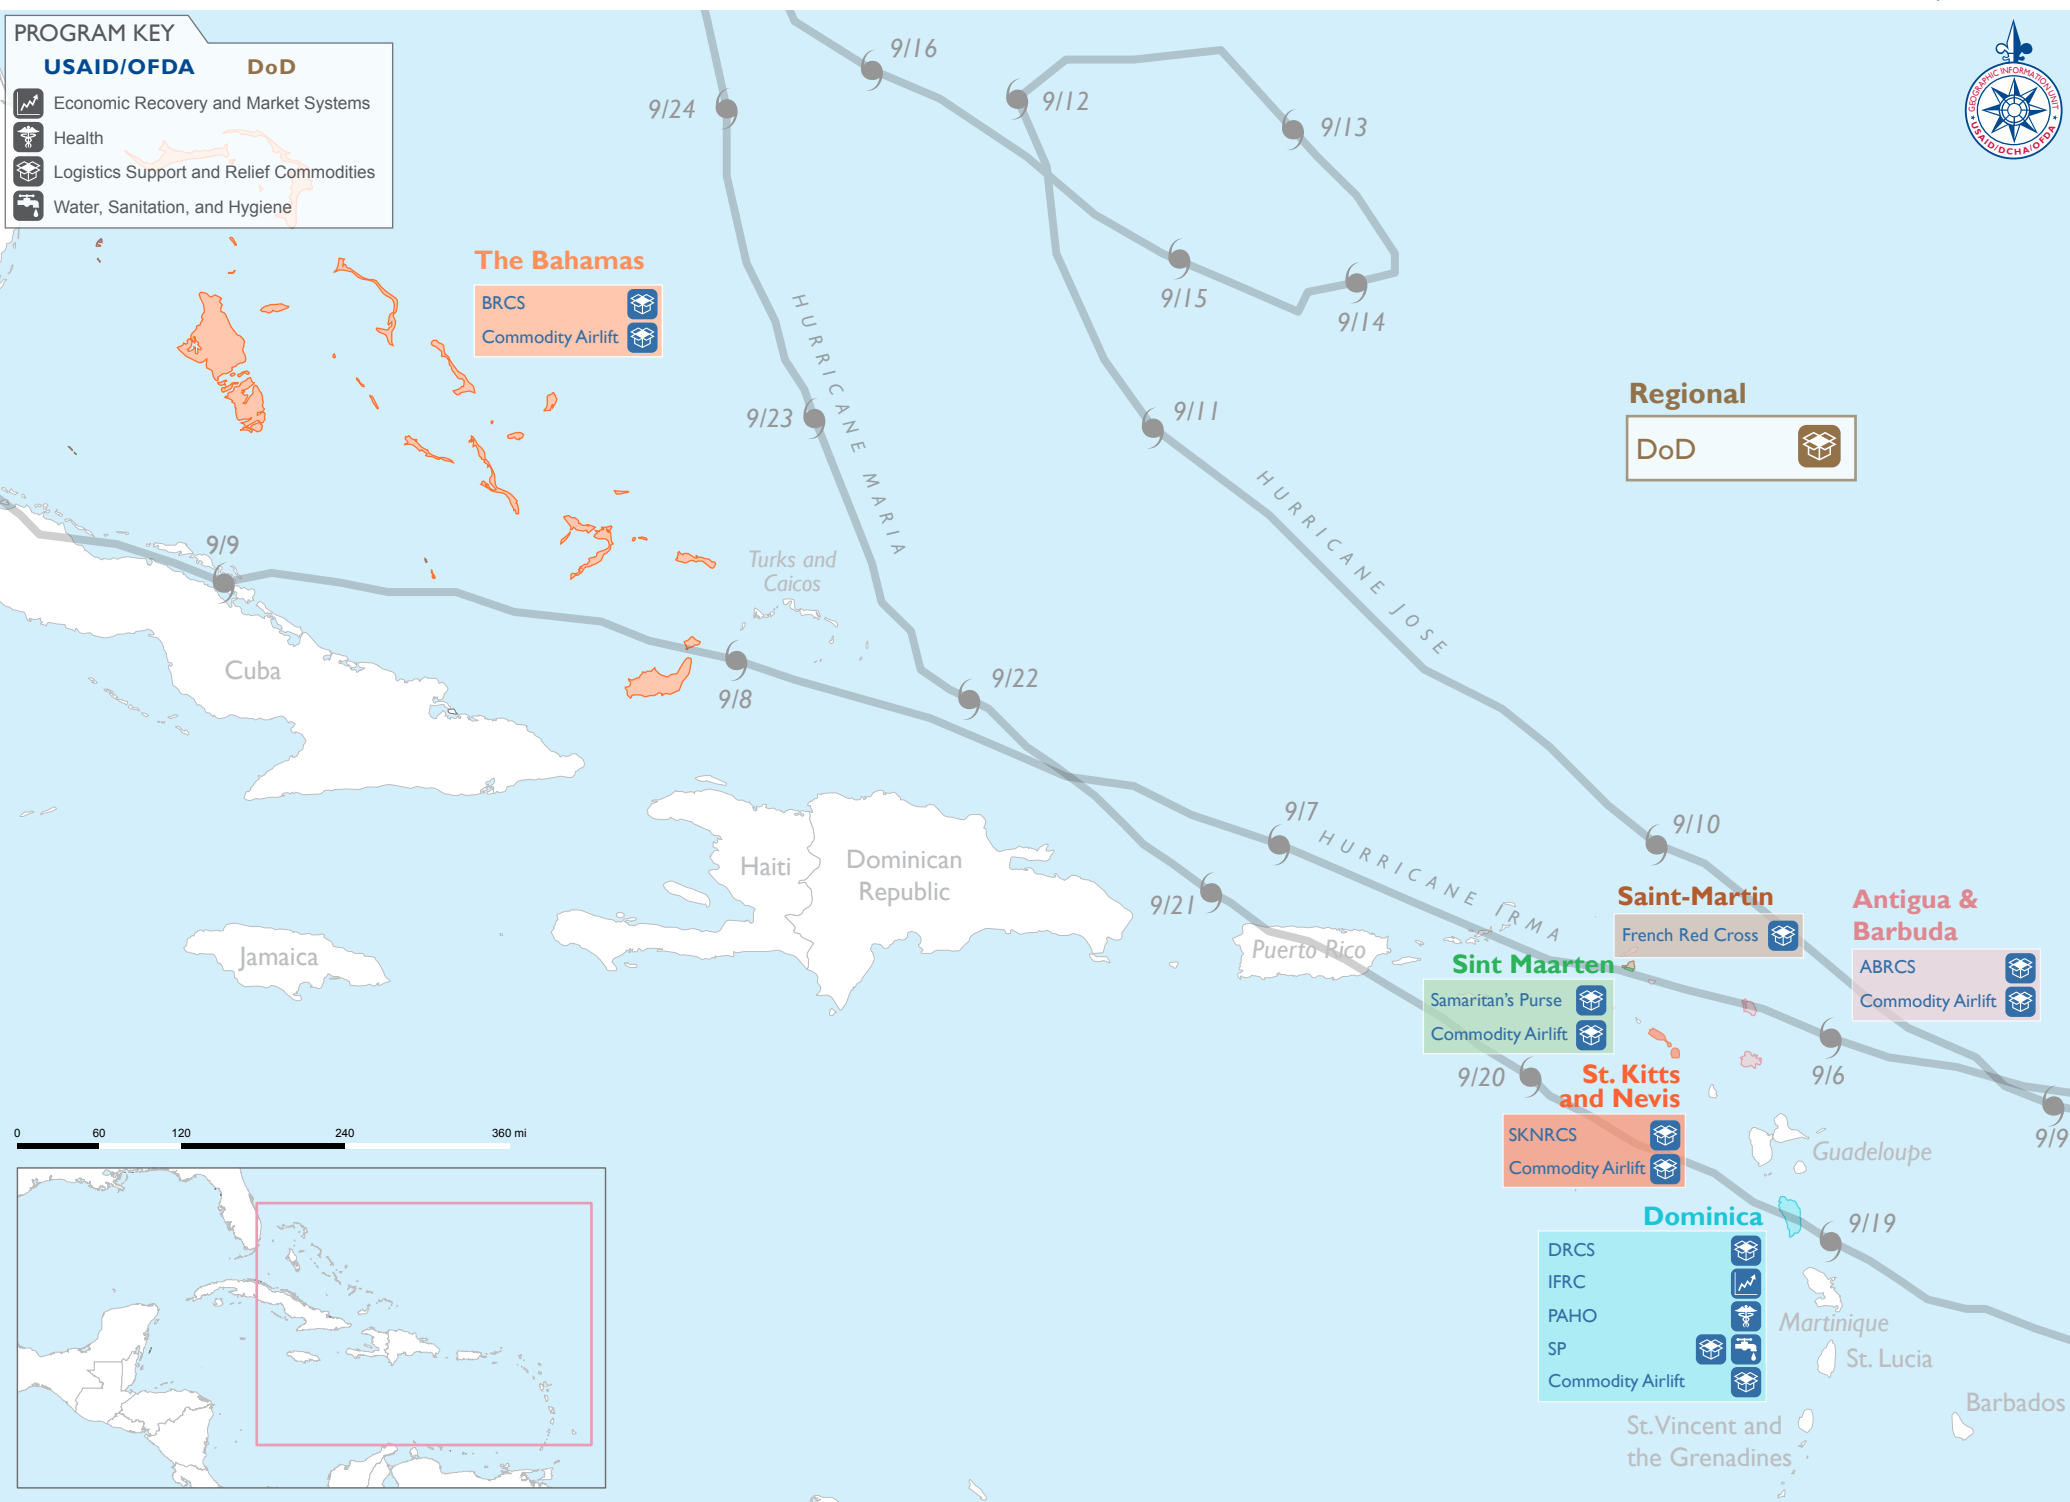 PROGRAM KEY
USAID/OFDA DoD
Economic Recovery and Market Systems
Health
Logistics Support and Relief Commodities
Water, Sanitation, and Hygiene
GEOGRAPHIC INFORMATION UNIT
USAID/DCHA/OFDA
9/16
9/12
9/13
9/24
9/15
9/14
The Bahamas
BRCS
Commodity Airlift
HURRICANE MARIA
9/23
9/11
Regional
DoD
HURRICANE JOSE
9/9
Turks and
Caicos
Cuba
9/8
9/22
9/7
9/10
HURRICANE IRMA
Haiti
Dominican
Republic
9/21
Jamaica
Puerto Rico
Saint-Martin
French Red Cross
Antigua &
Barbuda
ABRCS
Commodity Airlift
Sint Maarten
Samaritan's Purse
Commodity Airlift
9/20
9/6
9/9
St. Kitts
and Nevis
SKNRCS
Commodity Airlift
Guadeloupe
Dominica
DRCS
IFRC
PAHO
SP
Commodity Airlift
9/19
Martinique
St. Lucia
Barbados
St. Vincent and
the Grenadines
0 60 120 240 360 mi